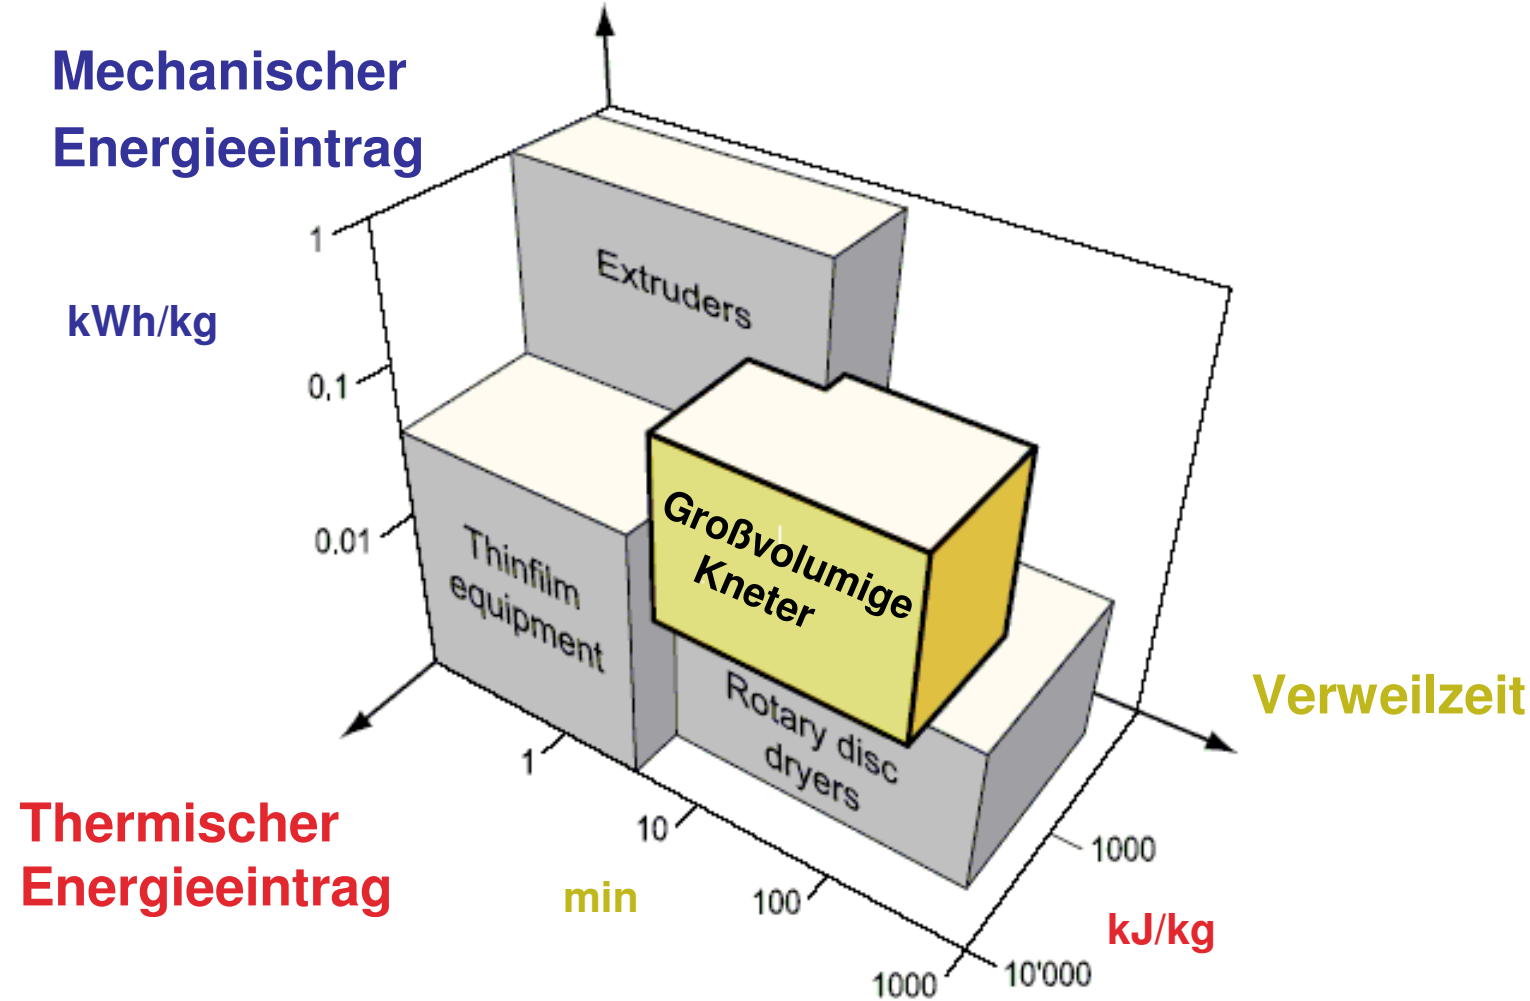 Mechanischer
Energieeintrag
1
kWh/kg
0,1
0.01
Extruders
Thinfilm
equipment
Großvolumige
Kneter
Rotary disc
dryers
Verweilzeit
Thermischer
Energieeintrag
1
10
min
100
1000
1000
kJ/kg
10'000